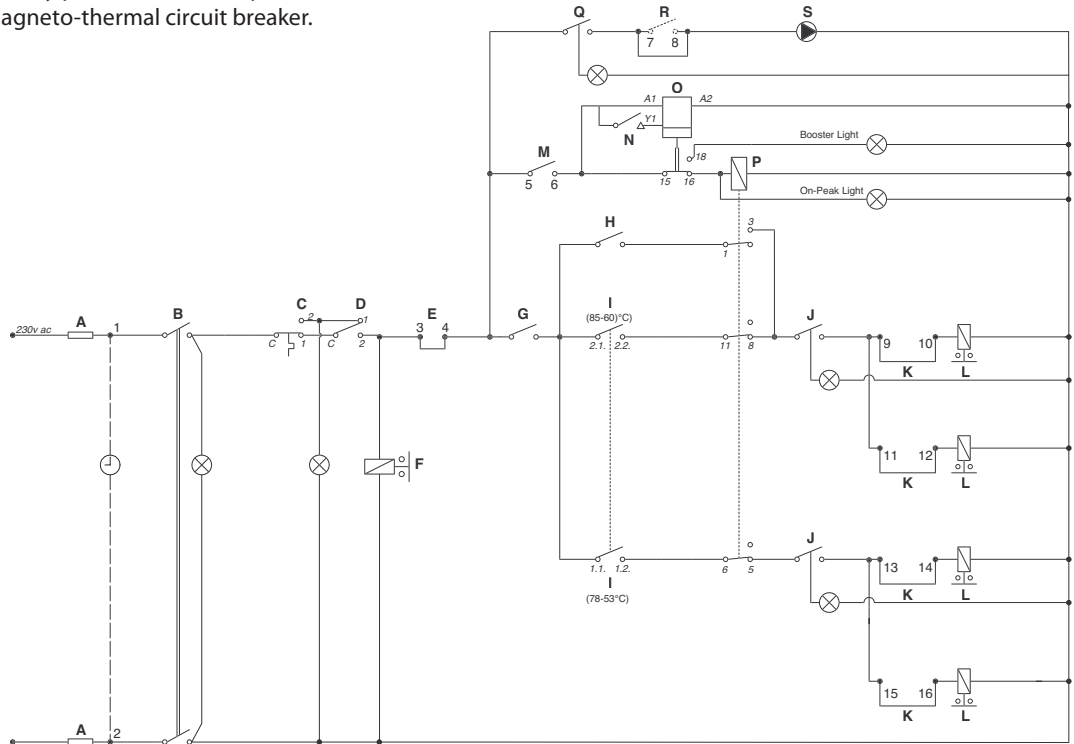 agneto-thermal circuit breaker.
Q R S
7 8
O
A1 A2
Y1
N
Booster Light
18
M P
5 6 15 16
On-Peak Light
H 3
1
B C D I
(85-60)°C
230v ac A 1 2 1 E G J
3 4
C 1 C 2 2.1. 2.2. 11 8 9 10
K L
F
11 12
K L
J
1.1. 1.2. 6 5 13 14
I K L
(78-53°C)
15 16
A 2 K L